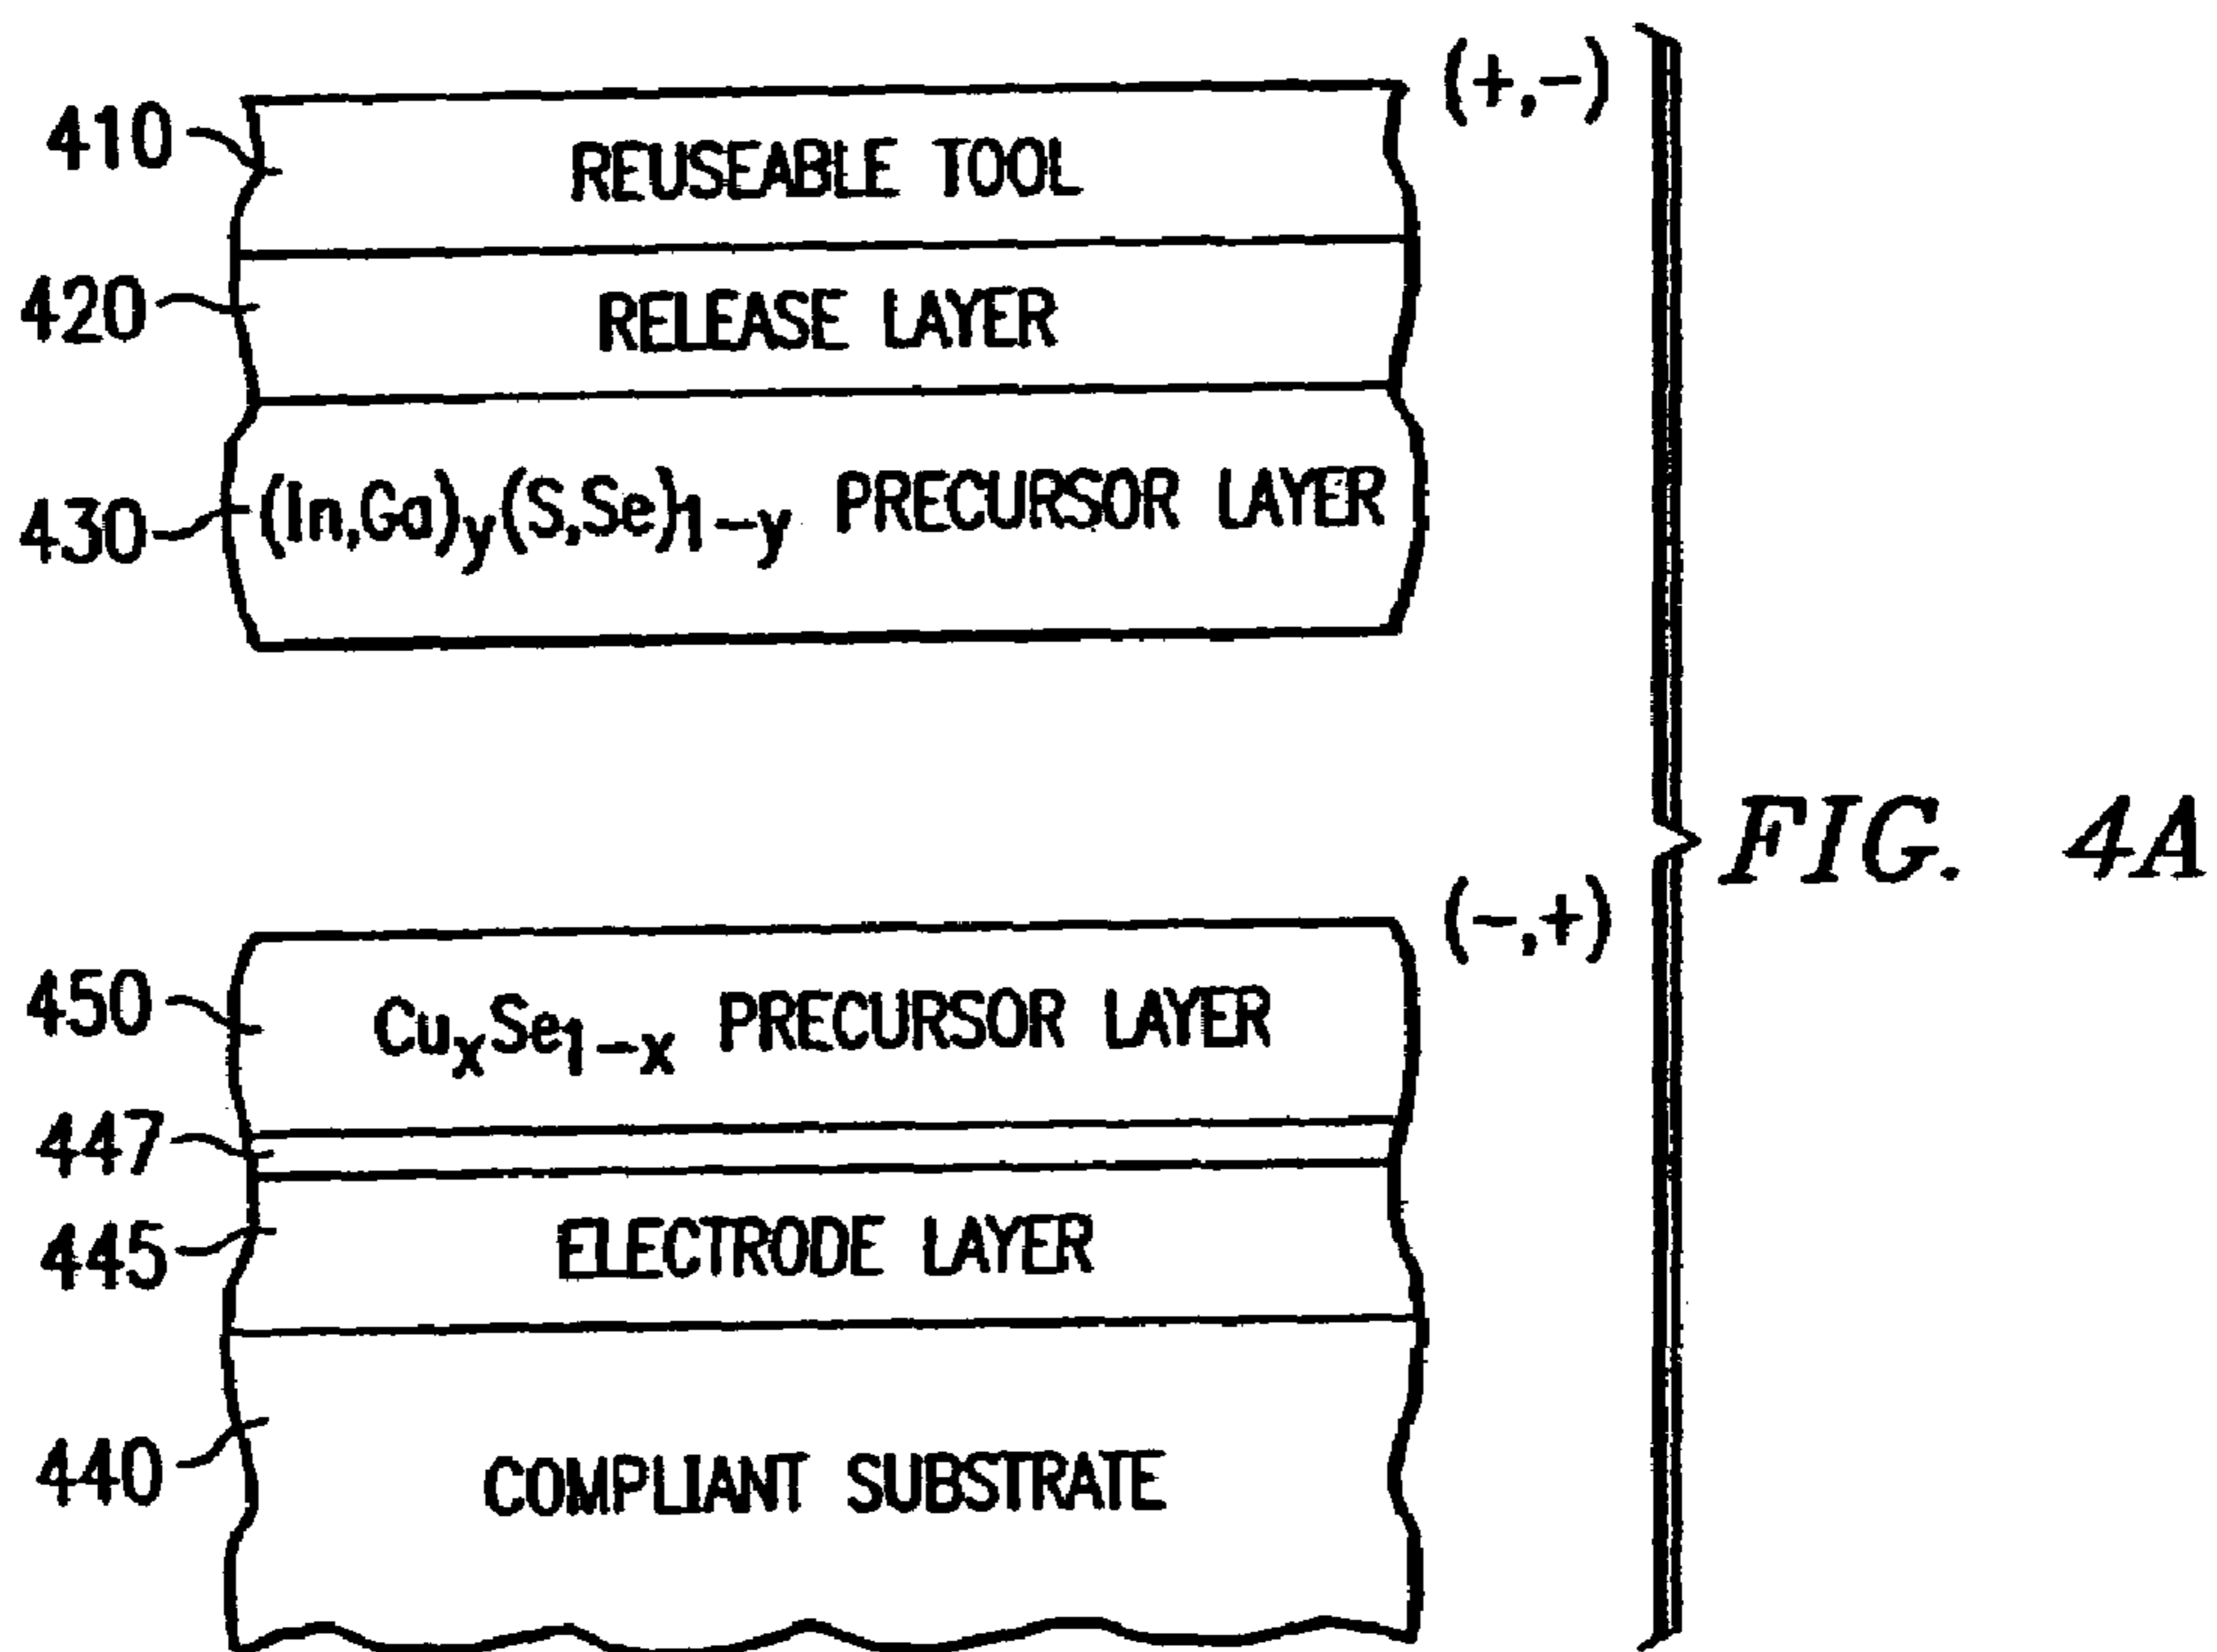 (+,-)
410 REUSEABLE TOOL
420 RELEASE LAYER
430 (In,Ga)y(S,Se)1-y PRECURSOR LAYER
FIG. 4A
(-,+)
450 CuxSe1-x PRECURSOR LAYER
447
445 ELECTRODE LAYER
440 COMPLIANT SUBSTRATE